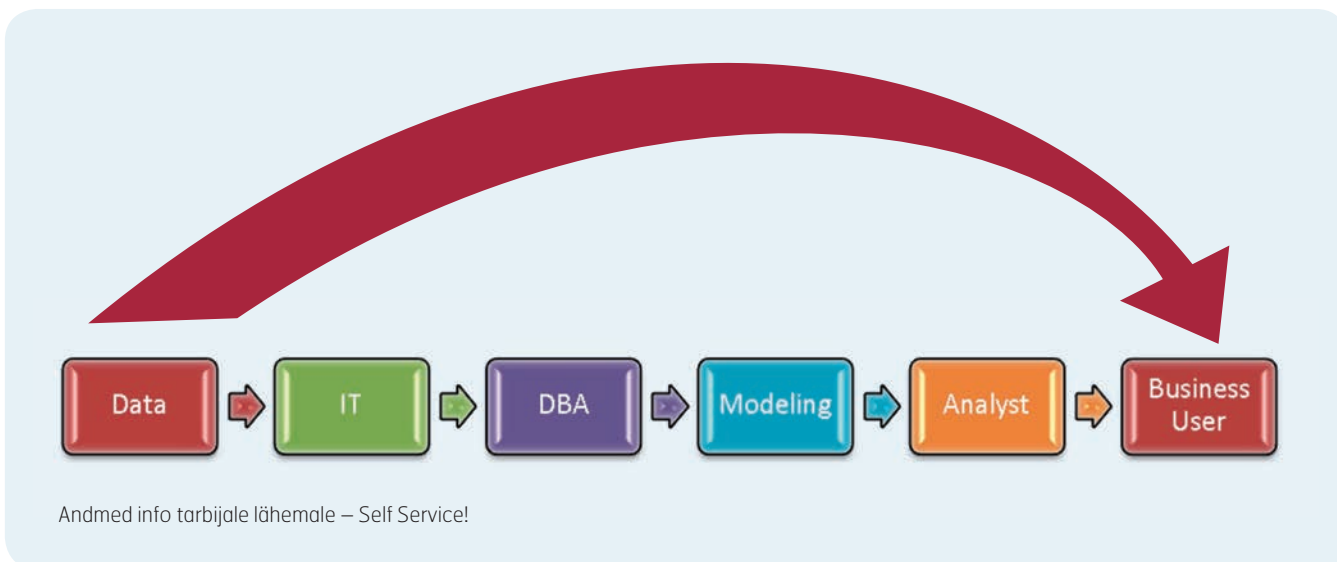 Data
IT
DBA
Modeling
Analyst
Business
User
Andmed info tarbijale lähemale – Self Service!